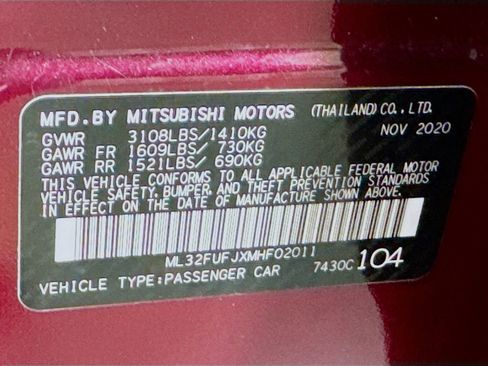 MFD. BY MITSUBISHI MOTORS (THAILAND) CO., LTD.
GVWR 3108LBS/1410KG NOV 2020
GAWR FR 1609LBS/ 730KG
GAWR RR 1521LBS/ 690KG
THIS VEHICLE CONFORMS TO ALL APPLICABLE FEDERAL MOTOR
VEHICLE SAFETY, BUMPER, AND THEFT PREVENTION STANDARDS
IN EFFECT ON THE DATE OF MANUFACTURE SHOWN ABOVE.
ML32FUFJXMHF02011
VEHICLE TYPE:PASSENGER CAR 7430C 104